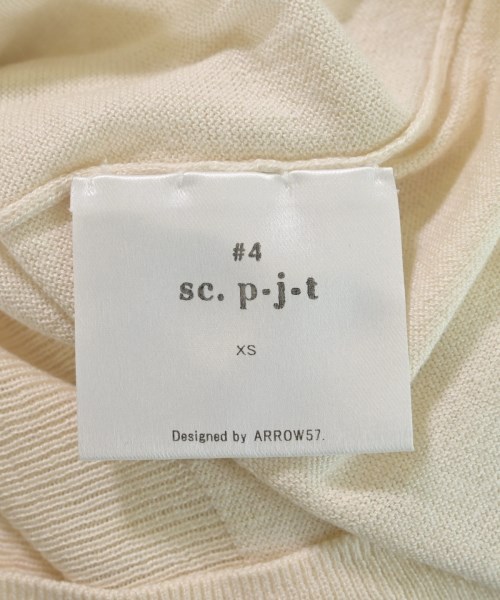 #4
sc. p-j-t
XS
Designed by ARROW57.